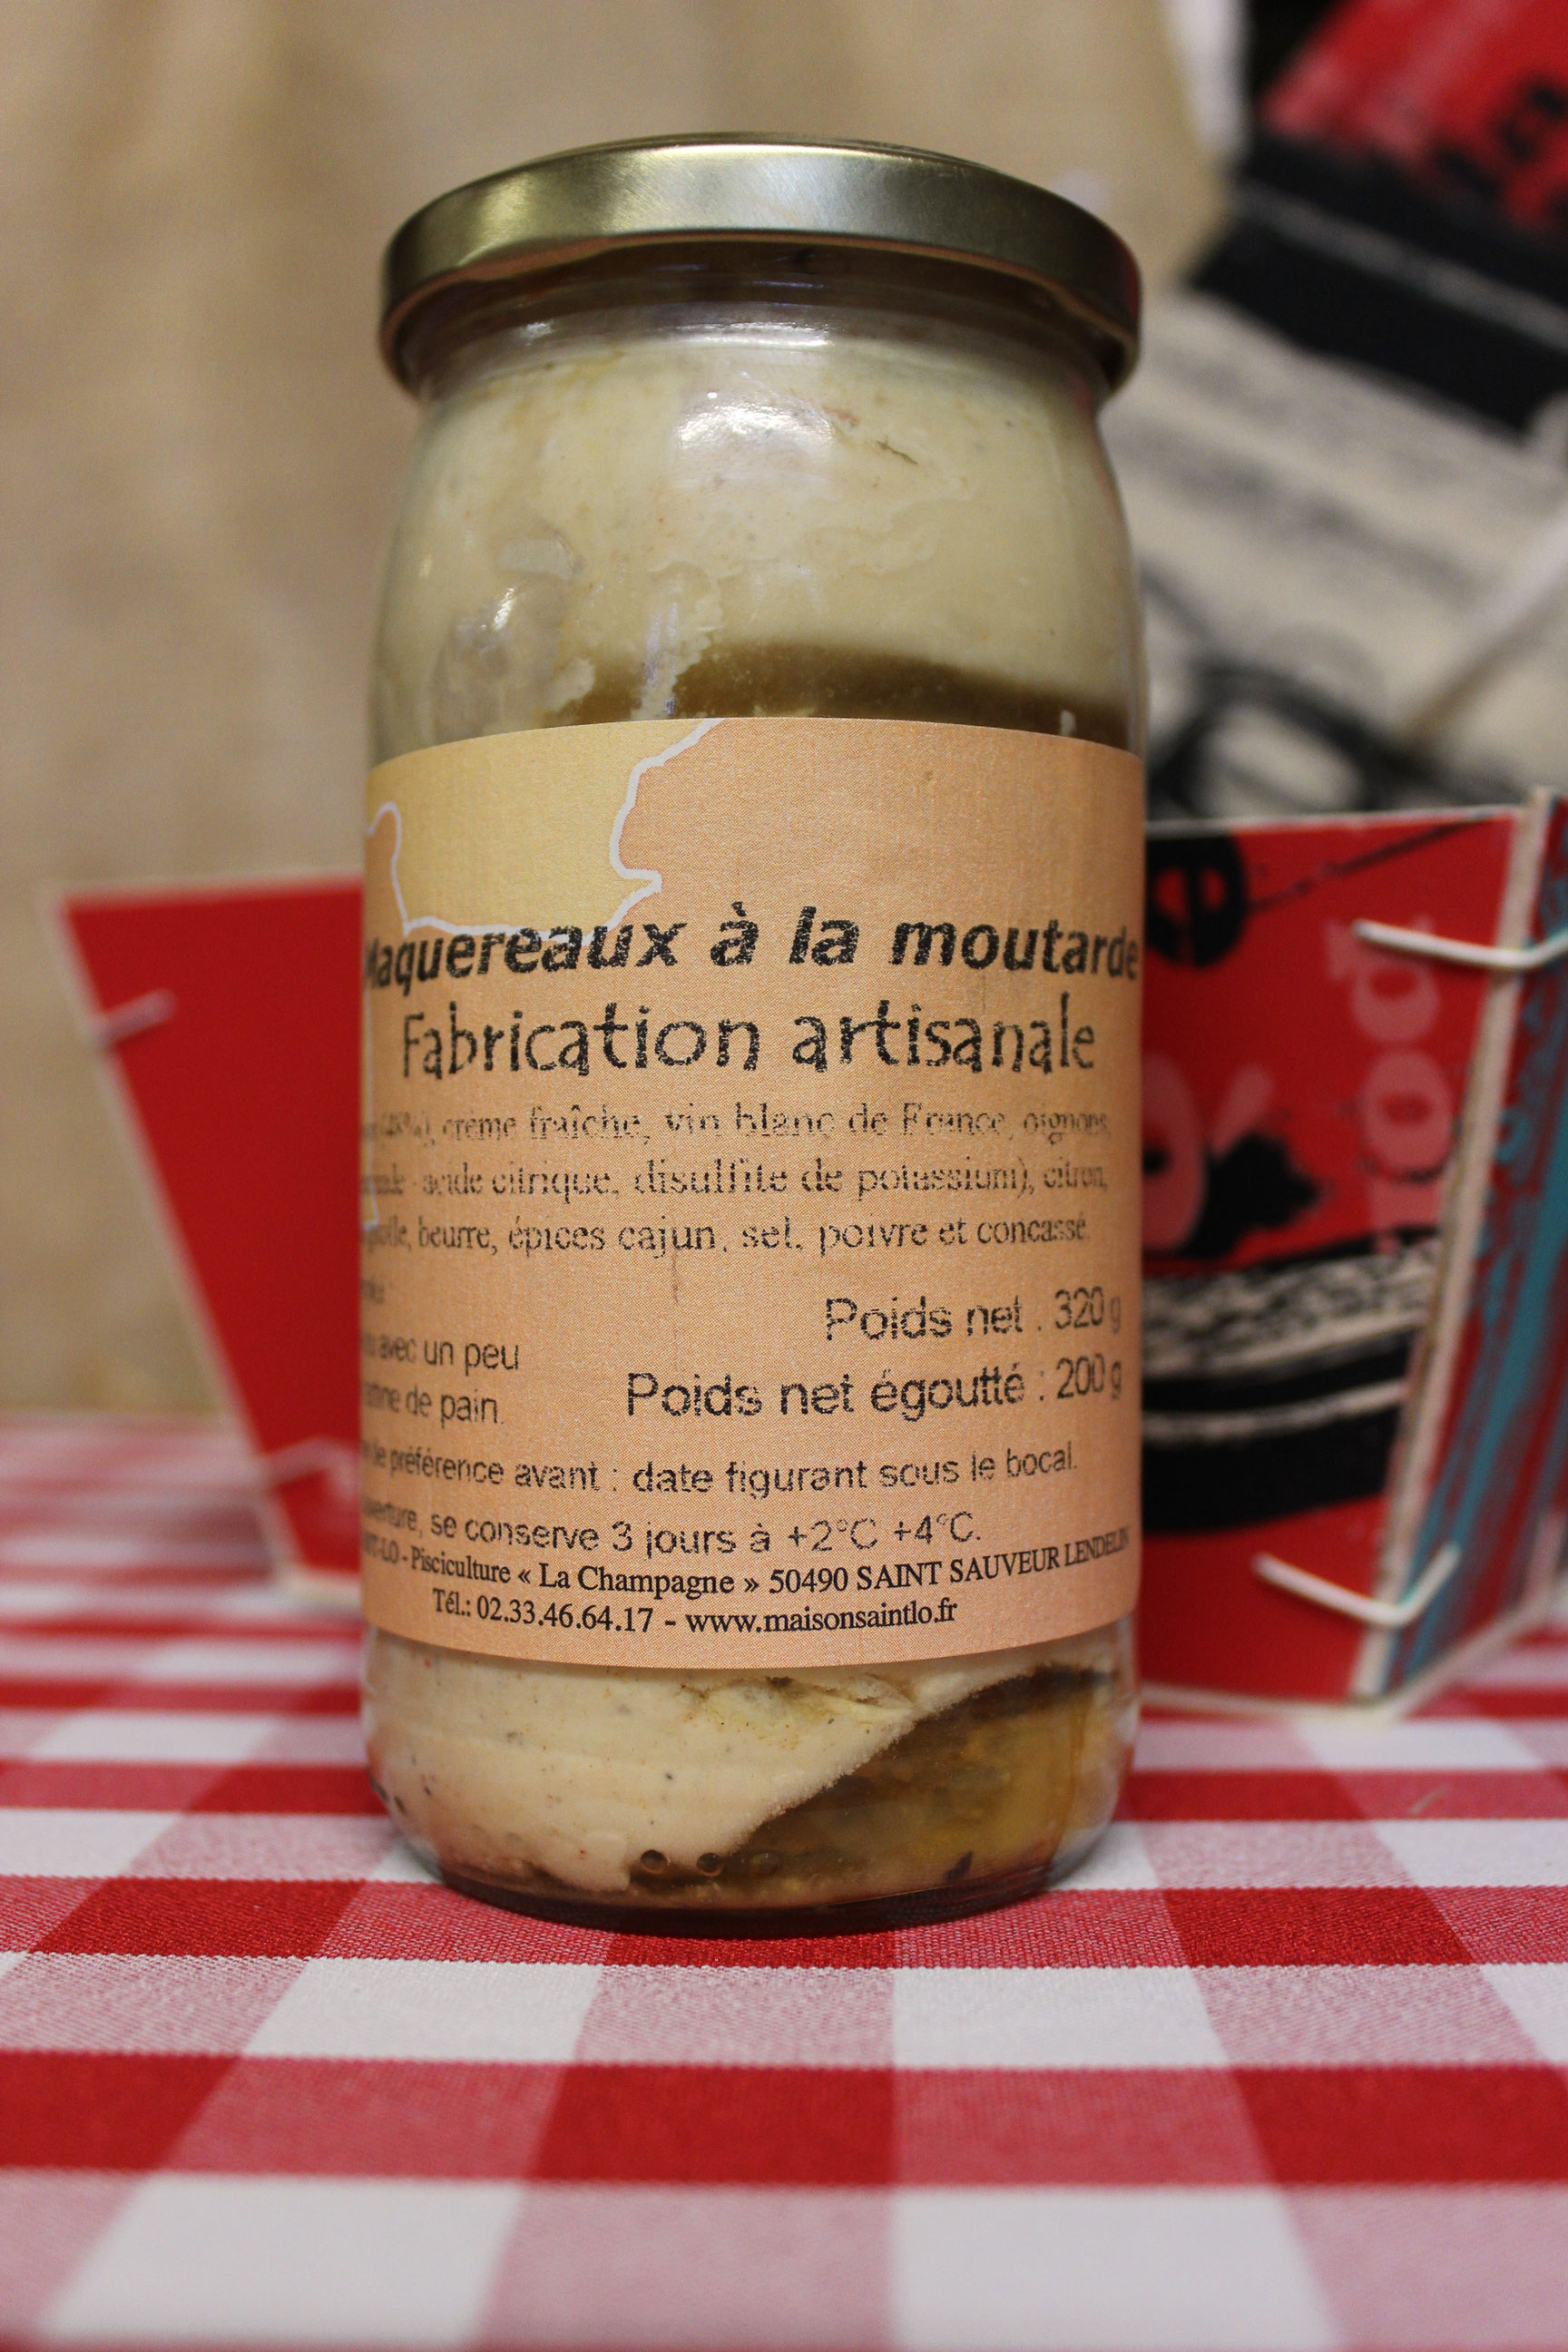 Maquereaux à la moutarde
Fabrication artisanale
crème fraîche, vin blanc de France, oignons,
acide citrique, disulfite de potassium), citron,
beurre, épices cajun, sel, poivre et concassé.
Poids net : 320 g
avec un peu
de pain.
Poids net égoutté : 200 g
préférence avant : date figurant sous le bocal.
se conserve 3 jours à +2°C +4°C.
- Pisciculture « La Champagne » 50490 SAINT SAUVEUR LENDELIN
Tél.: 02.33.46.64.17 - www.maisonsaintlo.fr